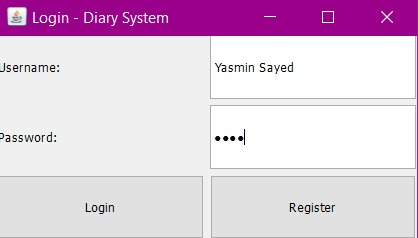 Login - Diary System
Username: Yasmin Sayed
Password: ••••
Login Register